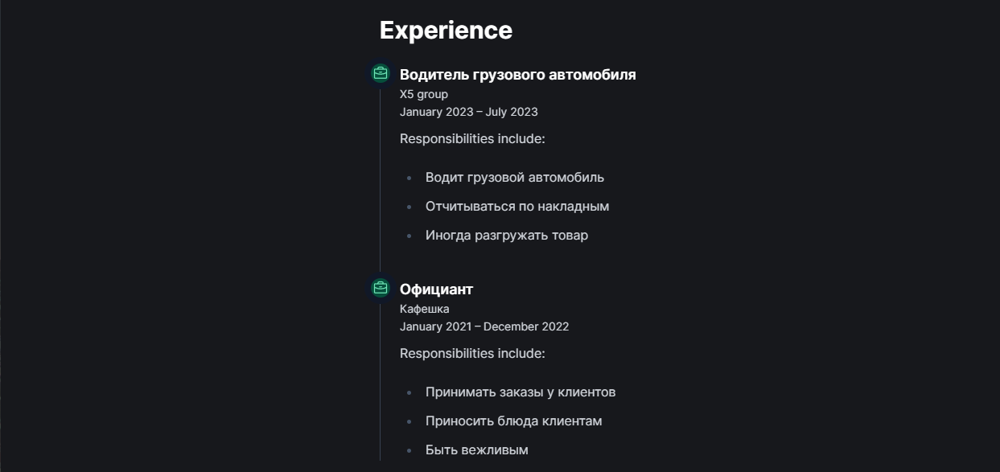 Experience
Водитель грузового автомобиля
X5 group
January 2023 – July 2023
Responsibilities include:
Водит грузовой автомобиль
Отчитываться по накладным
Иногда разгружать товар
Официант
Кафешка
January 2021 – December 2022
Responsibilities include:
Принимать заказы у клиентов
Приносить блюда клиентам
Быть вежливым